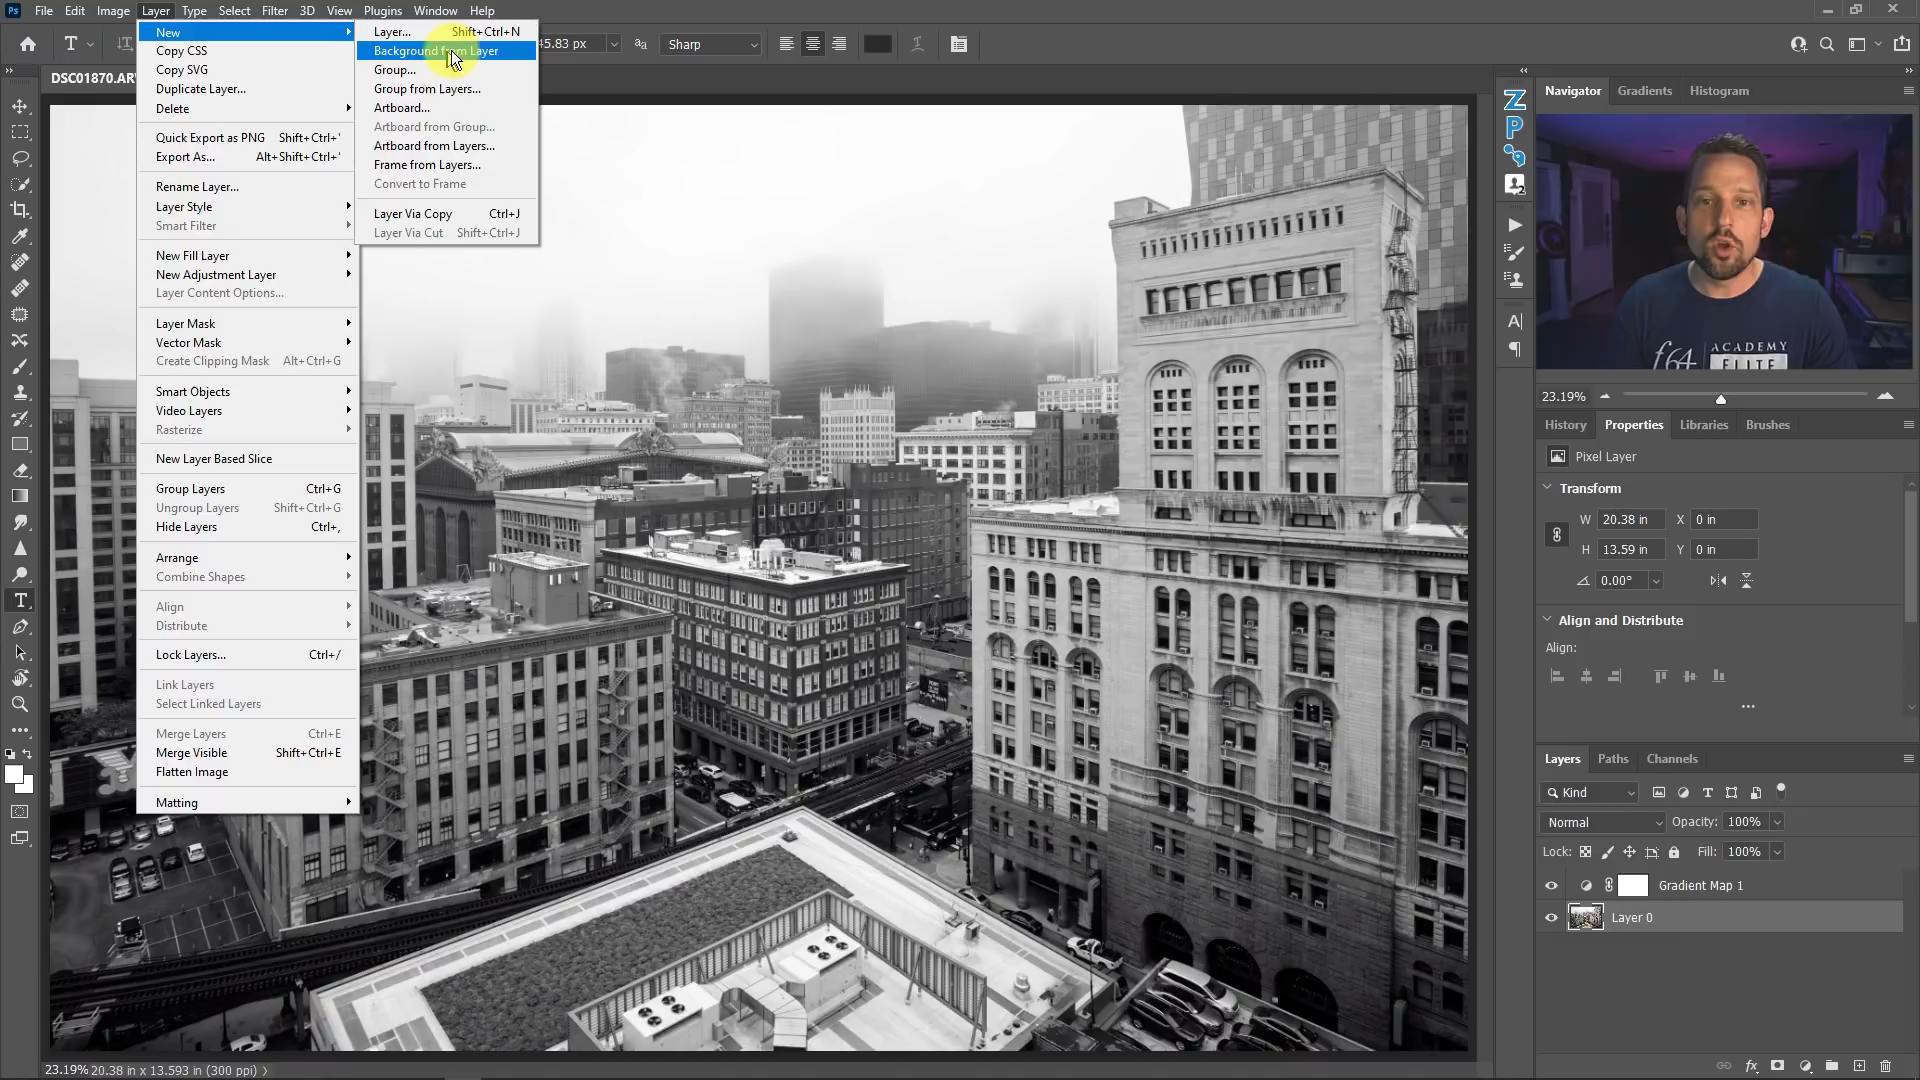 Ps File Edit Image Layer Type Select Filter 3D View Plugins Window Help
45.83 px Sharp
DSC01870.AR
New
Copy CSS
Copy SVG
Duplicate Layer...
Delete
Quick Export as PNG Shift+Ctrl+'
Export As... Alt+Shift+Ctrl+'
Rename Layer...
Layer Style
Smart Filter
New Fill Layer
New Adjustment Layer
Layer Content Options...
Layer Mask
Vector Mask
Create Clipping Mask Alt+Ctrl+G
Smart Objects
Video Layers
Rasterize
New Layer Based Slice
Group Layers Ctrl+G
Ungroup Layers Shift+Ctrl+G
Hide Layers Ctrl+,
Arrange
Combine Shapes
Align
Distribute
Lock Layers... Ctrl+/
Link Layers
Select Linked Layers
Merge Layers Ctrl+E
Merge Visible Shift+Ctrl+E
Flatten Image
Matting
Layer... Shift+Ctrl+N
Background from Layer
Group...
Group from Layers...
Artboard...
Artboard from Group...
Artboard from Layers...
Frame from Layers...
Convert to Frame
Layer Via Copy Ctrl+J
Layer Via Cut Shift+Ctrl+J
Navigator Gradients Histogram
f64 ACADEMY
ELITE
23.19%
History Properties Libraries Brushes
Pixel Layer
Transform
W 20.38 in X 0 in
H 13.59 in Y 0 in
0.00°
Align and Distribute
Align:
Layers Paths Channels
Kind
Normal Opacity: 100%
Lock: Fill: 100%
Gradient Map 1
Layer 0
23.19% 20.38 in x 13.593 in (300 ppi)